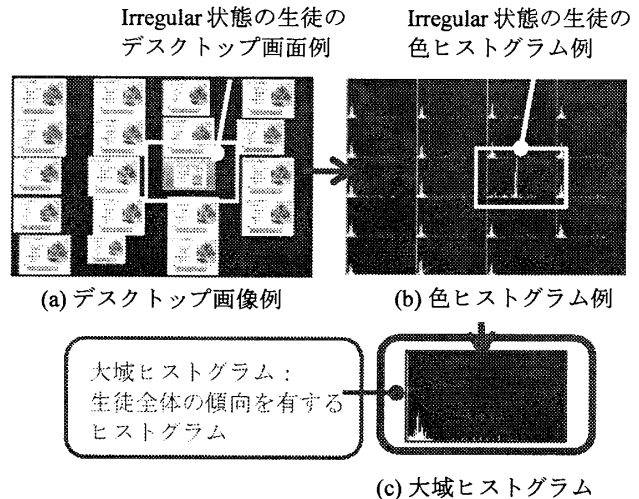 Irregular 状態の生徒の
デスクトップ画面例
Irregular 状態の生徒の
色ヒストグラム例
(a) デスクトップ画像例
(b) 色ヒストグラム例
大域ヒストグラム：
生徒全体の傾向を有する
ヒストグラム
(c) 大域ヒストグラム